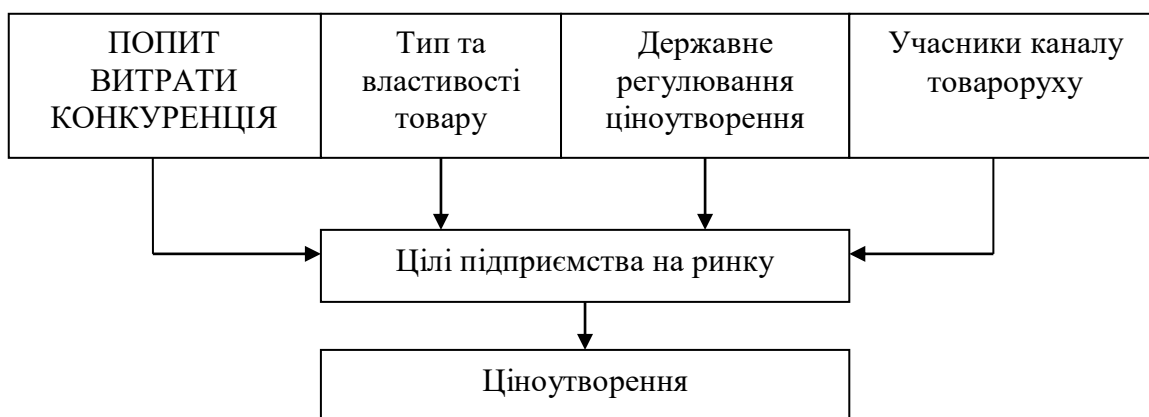 ПОПИТ
ВИТРАТИ
КОНКУРЕНЦІЯ
Тип та
властивості
товару
Державне
регулювання
ціноутворення
Учасники каналу
товароруху
Цілі підприємства на ринку
Ціноутворення